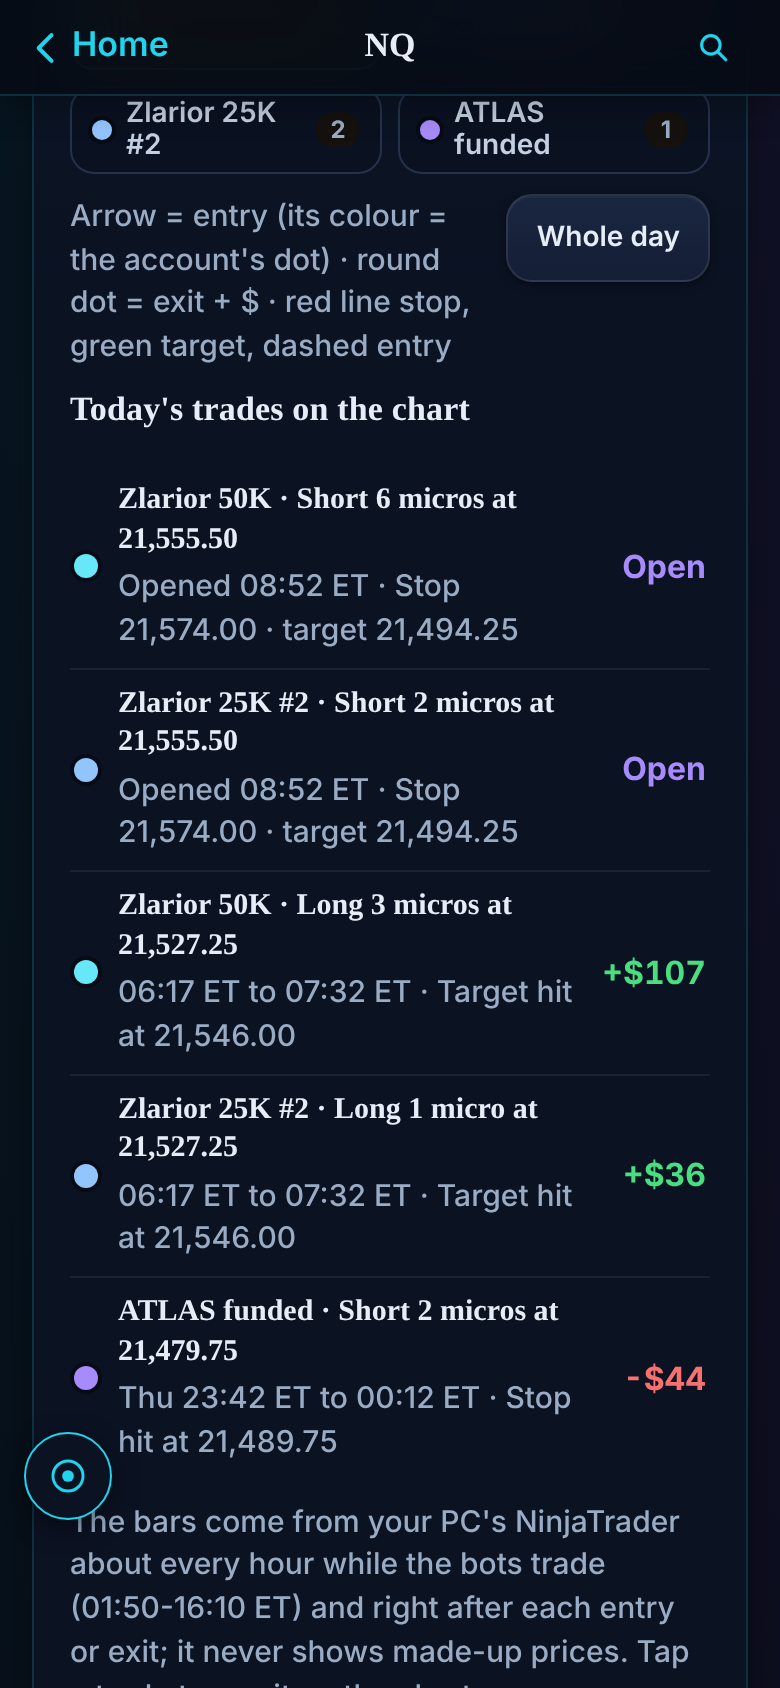 Home
NQ
Zlarior 25K
#2
2
ATLAS
funded
1
Arrow = entry (its colour =
the account's dot) · round
dot = exit + $ · red line stop,
green target, dashed entry
Whole day
Today's trades on the chart
Zlarior 50K · Short 6 micros at
21,555.50
Opened 08:52 ET · Stop
21,574.00 · target 21,494.25
Open
Zlarior 25K #2 · Short 2 micros at
21,555.50
Opened 08:52 ET · Stop
21,574.00 · target 21,494.25
Open
Zlarior 50K · Long 3 micros at
21,527.25
06:17 ET to 07:32 ET · Target hit
at 21,546.00
+$107
Zlarior 25K #2 · Long 1 micro at
21,527.25
06:17 ET to 07:32 ET · Target hit
at 21,546.00
+$36
ATLAS funded · Short 2 micros at
21,479.75
Thu 23:42 ET to 00:12 ET · Stop
hit at 21,489.75
-$44
The bars come from your PC's NinjaTrader
about every hour while the bots trade
(01:50-16:10 ET) and right after each entry
or exit; it never shows made-up prices. Tap